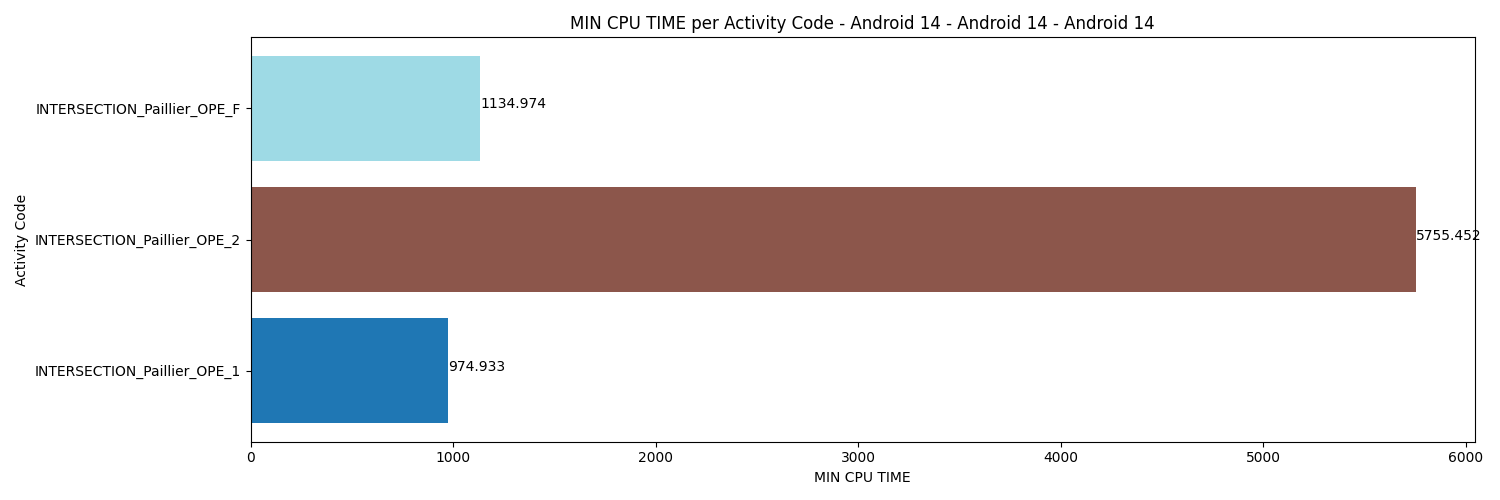 MIN CPU TIME per Activity Code - Android 14 - Android 14 - Android 14
Activity Code
INTERSECTION_Paillier_OPE_F
1134.974
INTERSECTION_Paillier_OPE_2
5755.452
INTERSECTION_Paillier_OPE_1
974.933
0 1000 2000 3000 4000 5000 6000
MIN CPU TIME